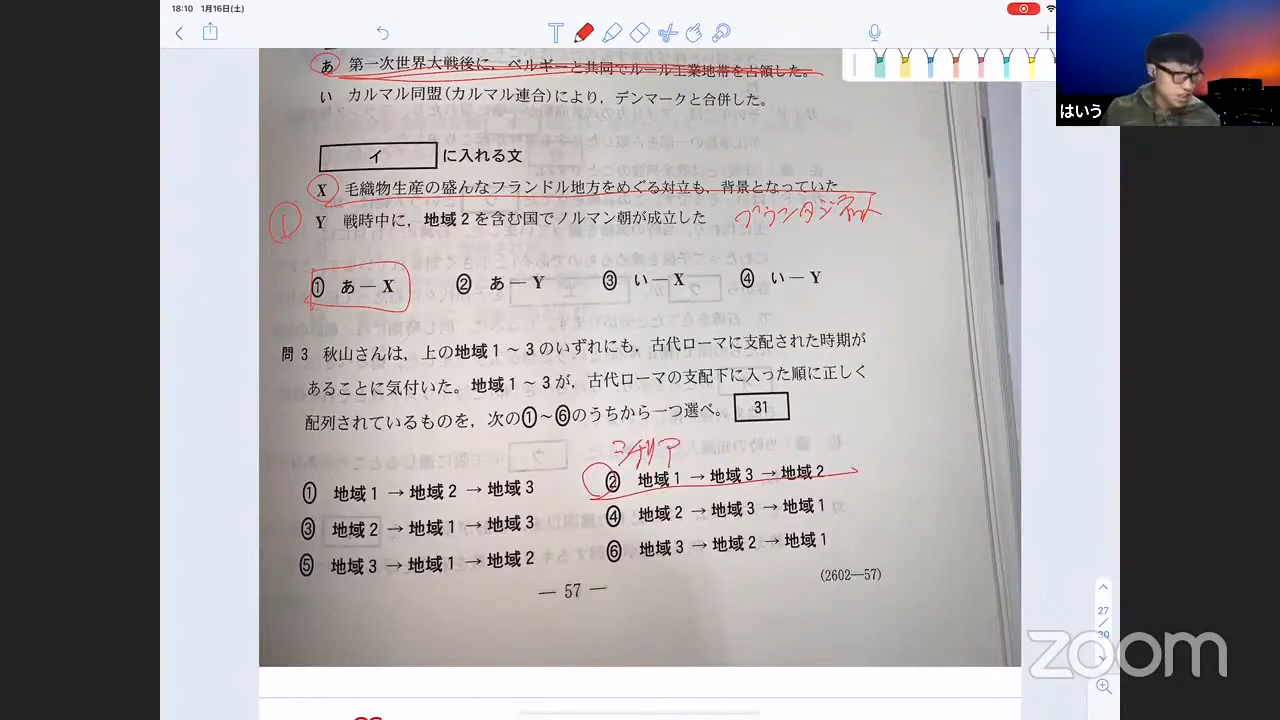 18:10 1月16日(土)
はいう
あ 第一次世界大戦後に，ベルギーと共同でルール工業地帯を占領した。
い カルマル同盟(カルマル連合)により，デンマークと合併した。
イ に入れる文
X 毛織物生産の盛んなフランドル地方をめぐる対立も，背景となっていた
① Y 戦時中に，地域2を含む国でノルマン朝が成立した
プランタジネット
① あ―X ② あ―Y ③ い―X ④ い―Y
問3 秋山さんは，上の地域1～3のいずれにも，古代ローマに支配された時期が
あることに気付いた。地域1～3が，古代ローマの支配下に入った順に正しく
配列されているものを，次の①～⑥のうちから一つ選べ。 31
シチリア
① 地域1→地域2→地域3 ② 地域1→地域3→地域2
③ 地域2→地域1→地域3 ④ 地域2→地域3→地域1
⑤ 地域3→地域1→地域2 ⑥ 地域3→地域2→地域1
― 57 ―
(2602―57)
27
/
30
zoom